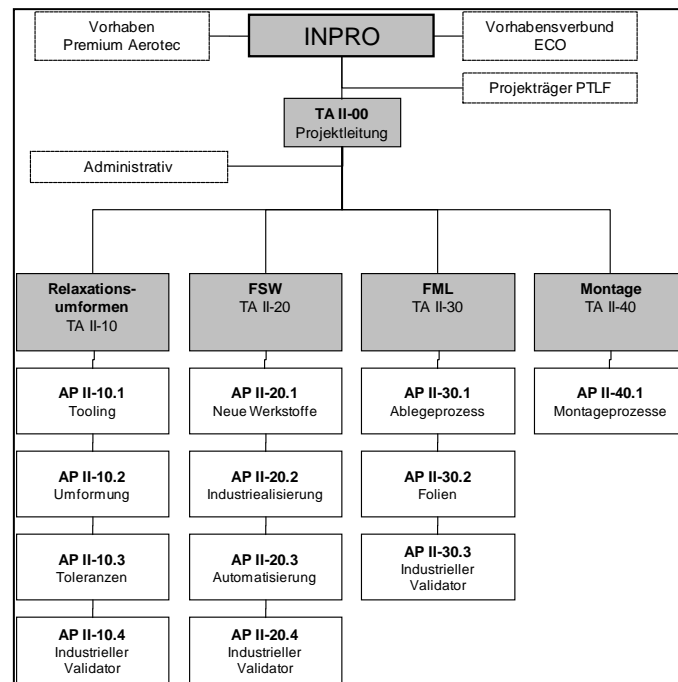 Vorhaben
Premium Aerotec
INPRO
Vorhabensverbund
ECO
Projekträger PTLF
TA II-00
Projektleitung
Administrativ
Relaxations-
umformen
TA II-10
FSW
TA II-20
FML
TA II-30
Montage
TA II-40
AP II-10.1
Tooling
AP II-20.1
Neue Werkstoffe
AP II-30.1
Ablegeprozess
AP II-40.1
Montageprozesse
AP II-10.2
Umformung
AP II-20.2
Industriealisierung
AP II-30.2
Folien
AP II-10.3
Toleranzen
AP II-20.3
Automatisierung
AP II-30.3
Industrieller
Validator
AP II-10.4
Industrieller
Validator
AP II-20.4
Industrieller
Validator